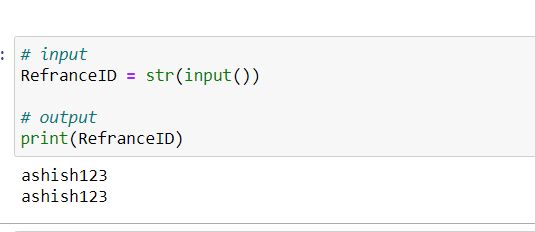 :
# input
RefranceID = str(input())
# output
print(RefranceID)
ashish123
ashish123